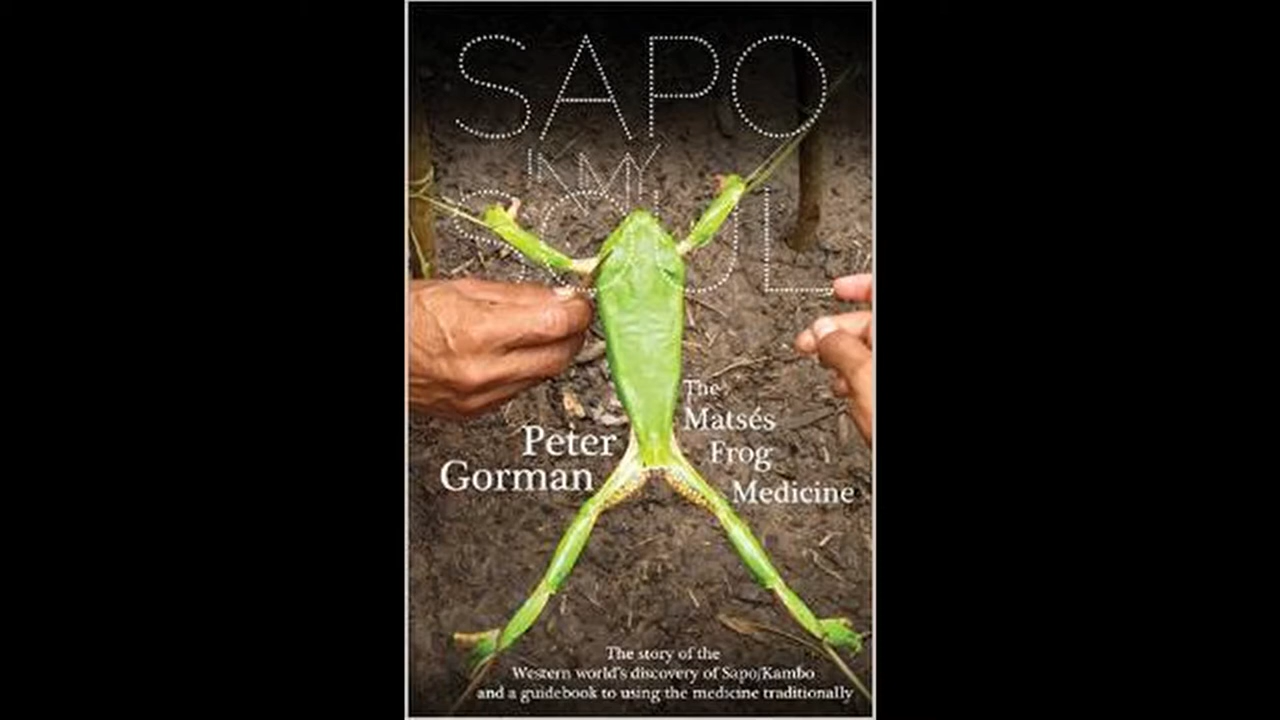 SAPO
IN MY
SOUL
The
Matsés
Frog
Medicine
Peter
Gorman
The story of the
Western world's discovery of Sapo/Kambo
and a guidebook to using the medicine traditionally